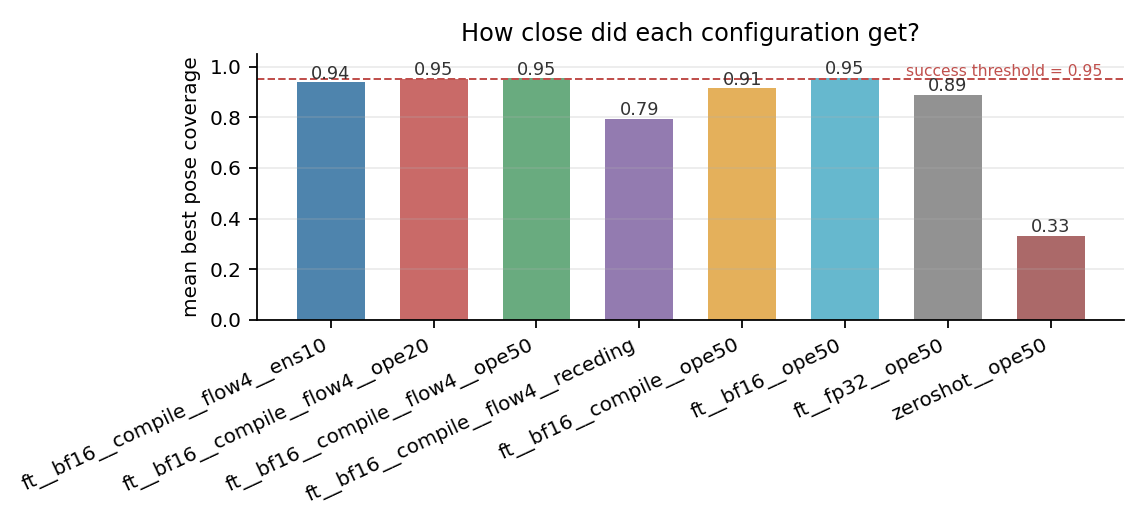 How close did each configuration get?
mean best pose coverage
1.0
0.8
0.6
0.4
0.2
0.0
success threshold = 0.95
0.94
0.95
0.95
0.79
0.91
0.95
0.89
0.33
ft__bf16__compile__flow4__ens10
ft__bf16__compile__flow4__ope20
ft__bf16__compile__flow4__ope50
ft__bf16__compile__flow4__receding
ft__bf16__compile__ope50
ft__bf16__ope50
ft__fp32__ope50
zeroshot__ope50